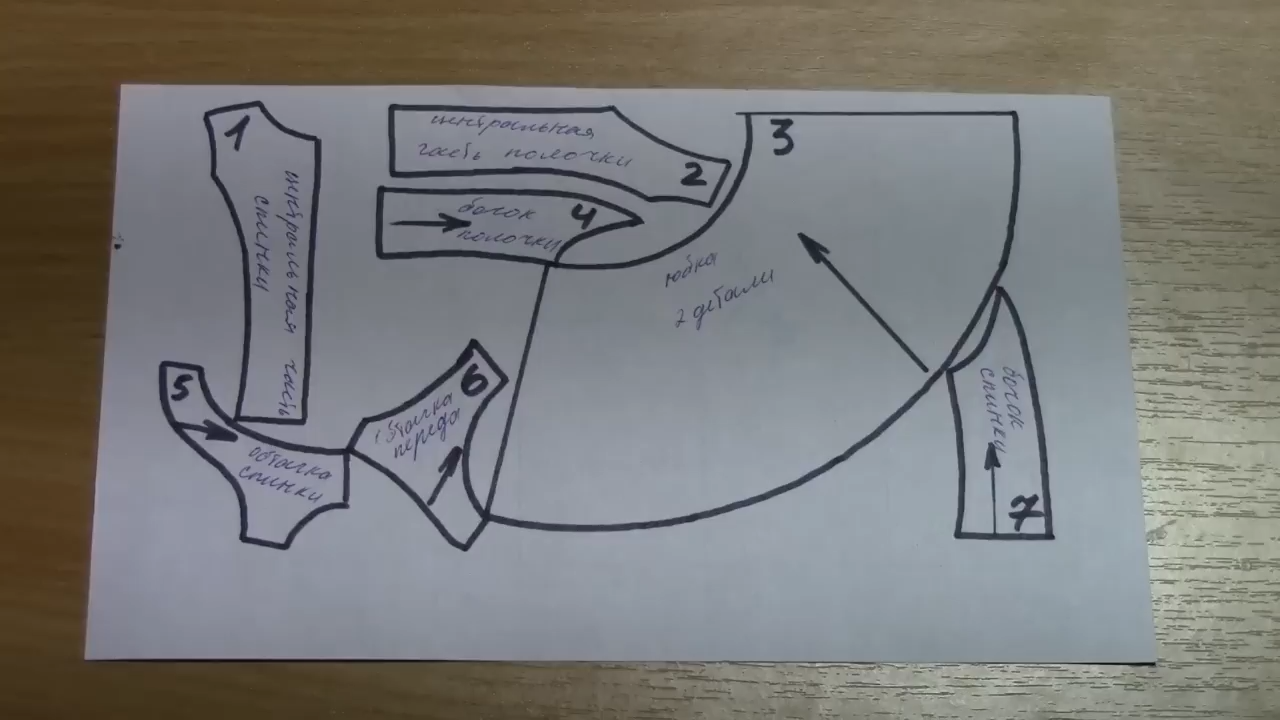 1
центральная часть
спинки
центральная
часть полочки
2
3
бочок
полочки
4
юбка
2 детали
5
обтачка
спинки
6
обтачка
переда
бочок
спинки
7